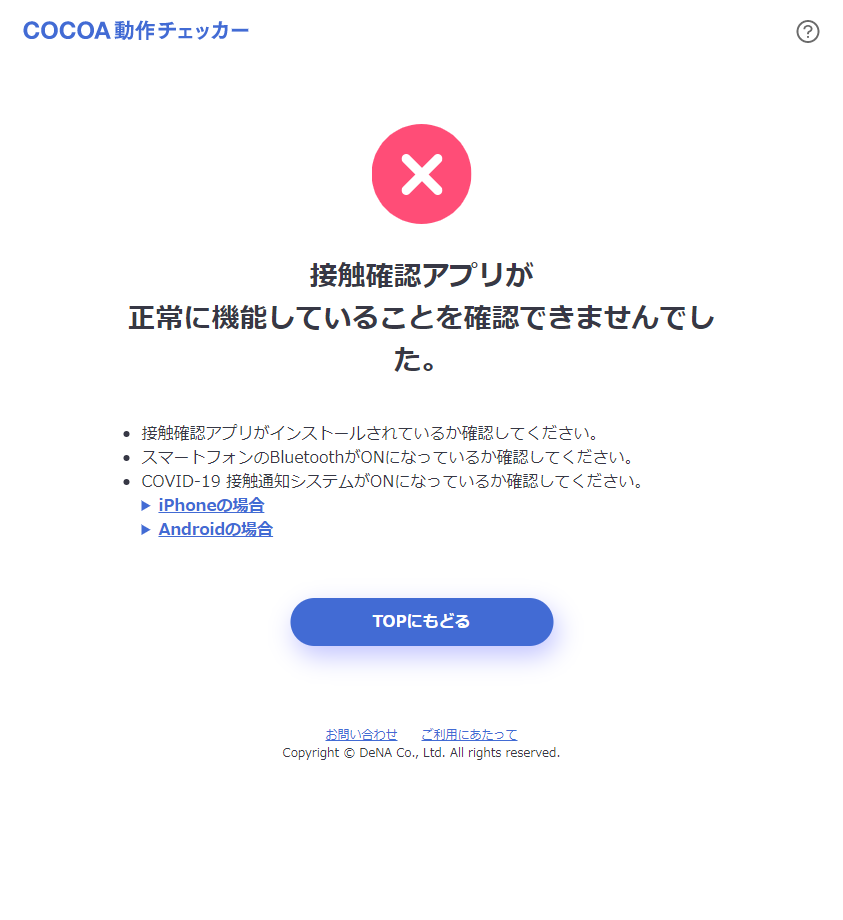 COCOA動作チェッカー
接触確認アプリが
正常に機能していることを確認できませんでし
た。
接触確認アプリがインストールされているか確認してください。
スマートフォンのBluetoothがONになっているか確認してください。
COVID-19 接触通知システムがONになっているか確認してください。
iPhoneの場合
Androidの場合
TOPにもどる
お問い合わせ ご利用にあたって
Copyright © DeNA Co., Ltd. All rights reserved.